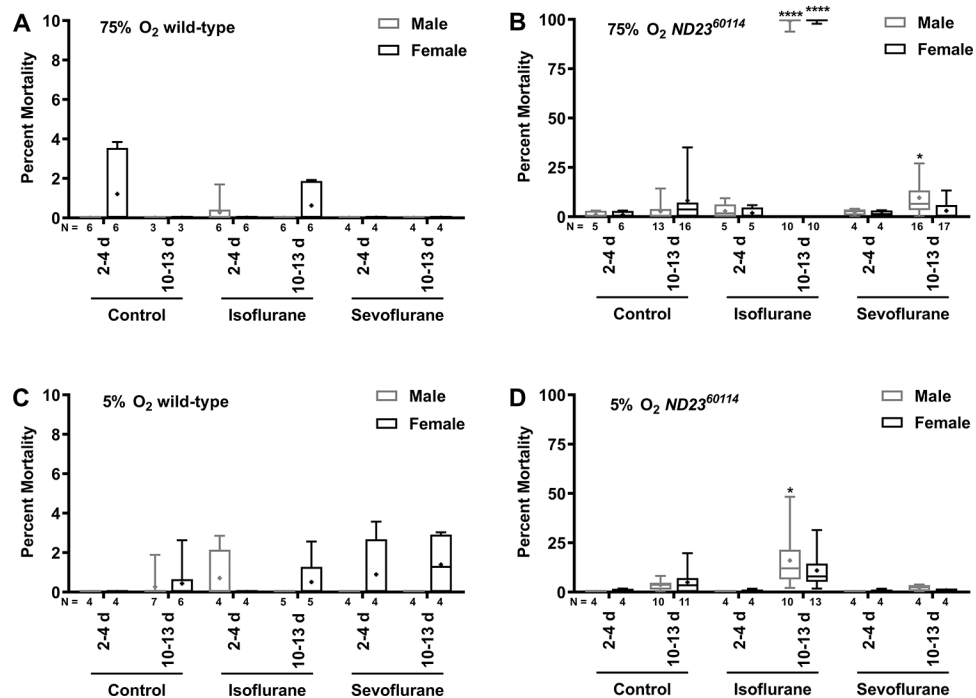 A
75% O2 wild-type
Male
Female
Percent Mortality
10
8
6
4
2
0
N = 6 6 3 3 6 6 6 6 4 4 4 4
2-4 d 10-13 d 2-4 d 10-13 d 2-4 d 10-13 d
Control Isoflurane Sevoflurane
B
75% O2 ND23^60114
**** ****
Male
Female
Percent Mortality
100
75
50
25
0
*
N = 5 6 13 16 5 5 10 10 4 4 16 17
2-4 d 10-13 d 2-4 d 10-13 d 2-4 d 10-13 d
Control Isoflurane Sevoflurane
C
5% O2 wild-type
Male
Female
Percent Mortality
10
8
6
4
2
0
N = 4 4 7 6 4 4 5 5 4 4 4 4
2-4 d 10-13 d 2-4 d 10-13 d 2-4 d 10-13 d
Control Isoflurane Sevoflurane
D
5% O2 ND23^60114
Male
Female
Percent Mortality
100
75
50
25
0
*
N = 4 4 10 11 4 4 10 13 4 4 4 4
2-4 d 10-13 d 2-4 d 10-13 d 2-4 d 10-13 d
Control Isoflurane Sevoflurane